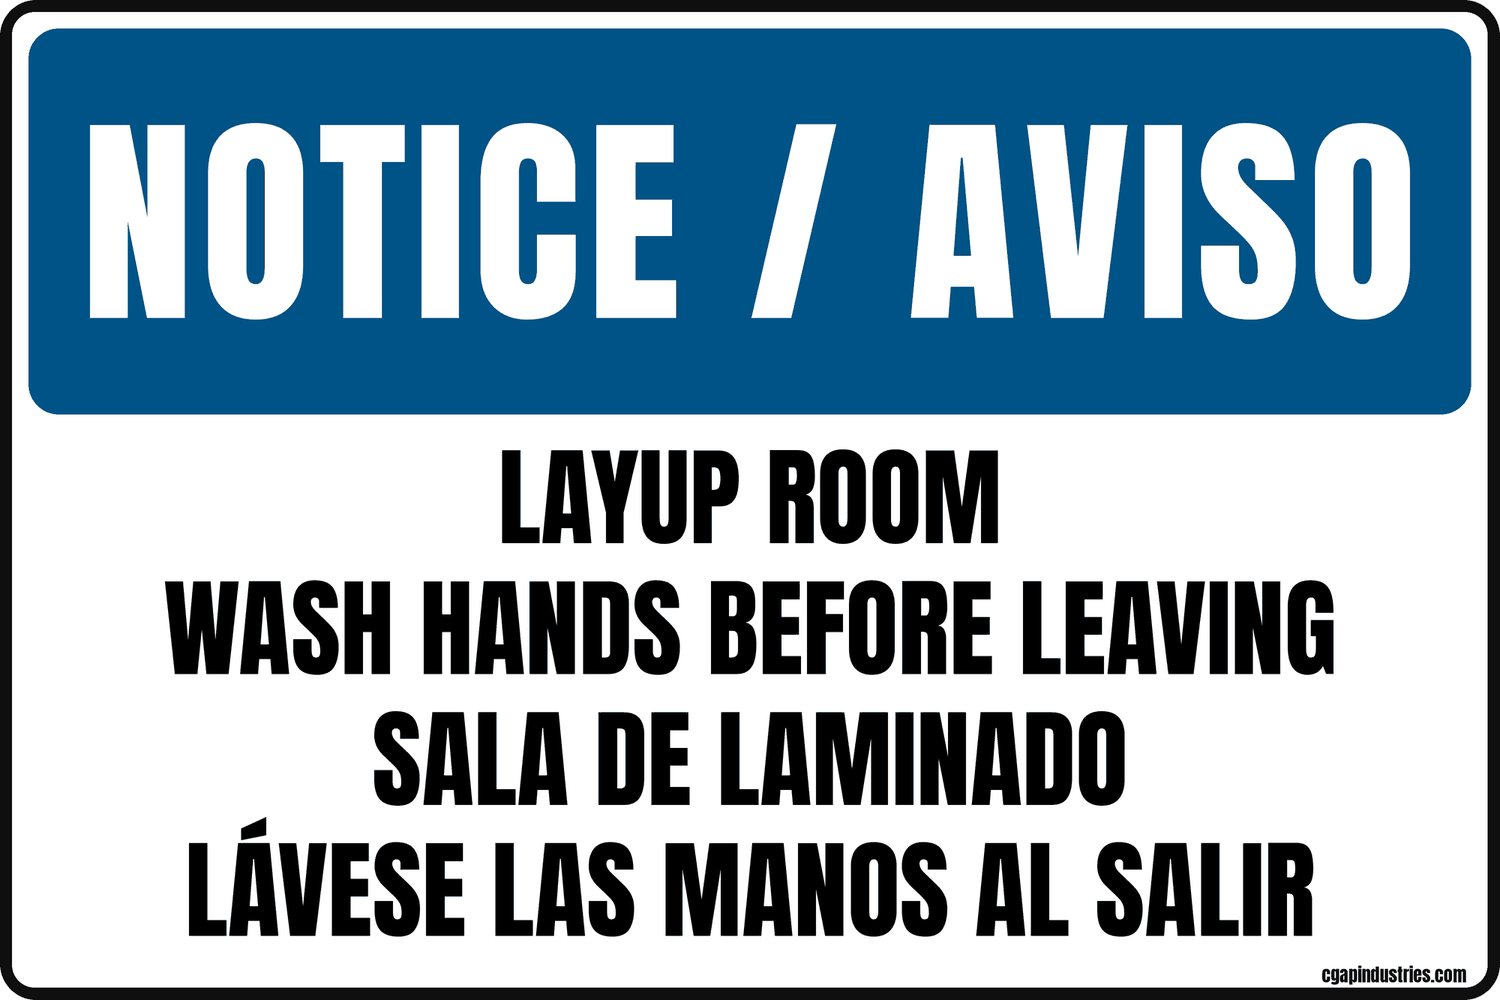 NOTICE / AVISO
LAYUP ROOM
WASH HANDS BEFORE LEAVING
SALA DE LAMINADO
LÁVESE LAS MANOS AL SALIR
cgapindustries.com